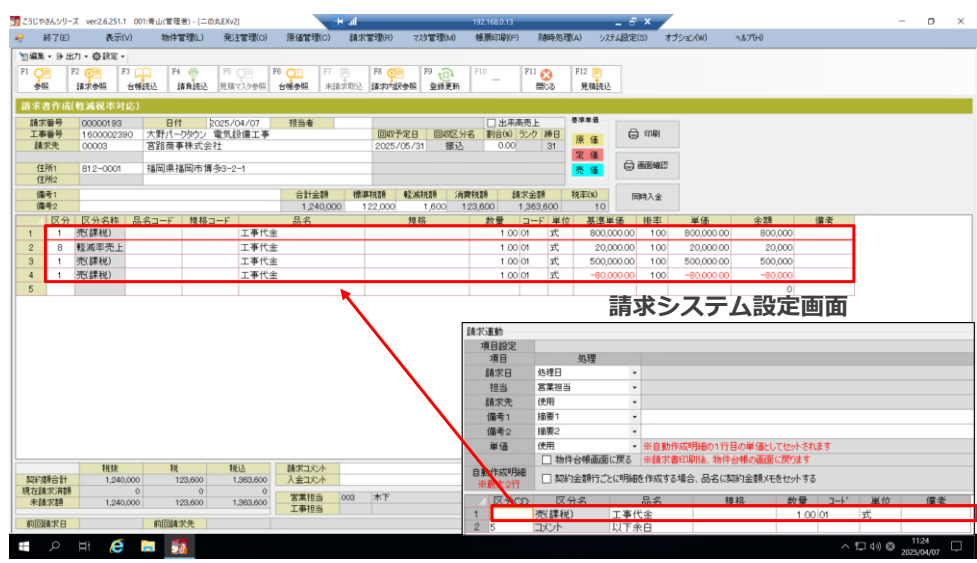 こうじやさんシリーズ ver.2.6.251.1 001:青山(管理者) - [二の丸EXv2]
192.168.0.13
終了(E) 表示(V) 物件管理(L) 発注管理(O) 原価管理(C) 請求管理(R) マスタ管理(M) 帳票印刷(P) 随時処理(A) システム設定(S) オプション(W) ヘルプ(H)
編集 出力 設定
F1 参照 F2 請求参照 F3 台帳読込 F4 請負読込 F5 見積マスタ参照 F6 台帳参照 F7 未請求取込 F8 請求内訳参照 F9 登録更新 F10 F11 閉じる F12 見積読込
請求書作成(軽減税率対応)
請求番号 00000193 日付 2025/04/07 担当者 出来高売上 基準単価
工事番号 1600002390 大野パークタウン 電気設備工事 回収予定日 回収区分名 割合(%) ランク 締日 原価 印刷
請求先 00003 宮路商事株式会社 2025/05/31 振込 0.00 31
定価
住所1 812-0001 福岡県福岡市博多3-2-1 売価 画面確認
住所2
備考1 合計金額 標準税額 軽減税額 消費税額 請求金額 税率(%) 同時入金
備考2 1,240,000 122,000 1,600 123,600 1,363,600 10
区分 区分名称 品名コード 規格コード 品名 規格 数量 コード 単位 基準単価 掛率 単価 金額 備考
1 1 売(課税) 工事代金 1.00 01 式 800,000.00 100 800,000.00 800,000
2 8 軽減率売上 工事代金 1.00 01 式 20,000.00 100 20,000.00 20,000
3 1 売(課税) 工事代金 1.00 01 式 500,000.00 100 500,000.00 500,000
4 1 売(課税) 工事代金 1.00 01 式 -80,000.00 100 -80,000.00 -80,000
5 0
請求システム設定画面
請求連動
項目設定
項目 処理
請求日 処理日
担当 営業担当
請求先 使用
備考1 摘要1
備考2 摘要2
単価 使用 ※自動作成明細の1行目の単価としてセットされます
物件台帳画面に戻る ※請求書印刷後、物件台帳の画面に戻ります
自動作成明細
※最大2行
契約金額行ごとに明細を作成する場合、品名に契約金額メモをセットする
区分CD 区分名 品名 規格 数量 コード 単位 備考
1 売(課税) 工事代金 1.00 01 式
2 5 コメント 以下余白
税抜 税 税込 請求コメント
契約額合計 1,240,000 123,600 1,363,600 入金コメント
現在請求済額 0 0 0
未請求額 1,240,000 123,600 1,363,600 営業担当 003 木下
工事担当
前回請求日 前回請求先
11:24
2025/04/07